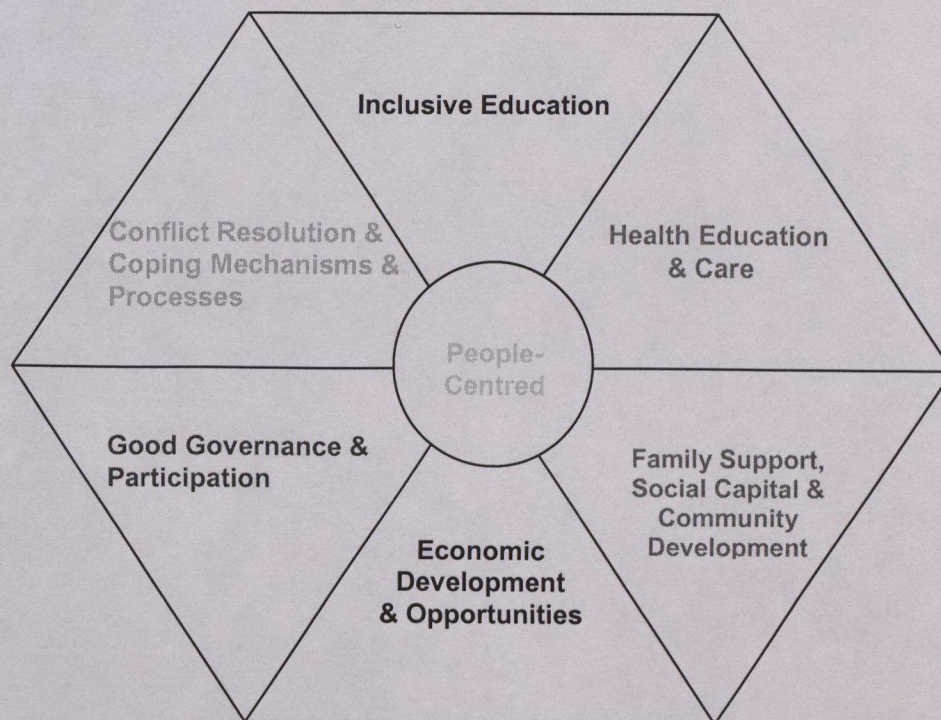 Inclusive Education
Conflict Resolution &
Coping Mechanisms &
Processes
Health Education
& Care
People-
Centred
Good Governance &
Participation
Family Support,
Social Capital &
Community
Development
Economic
Development
& Opportunities